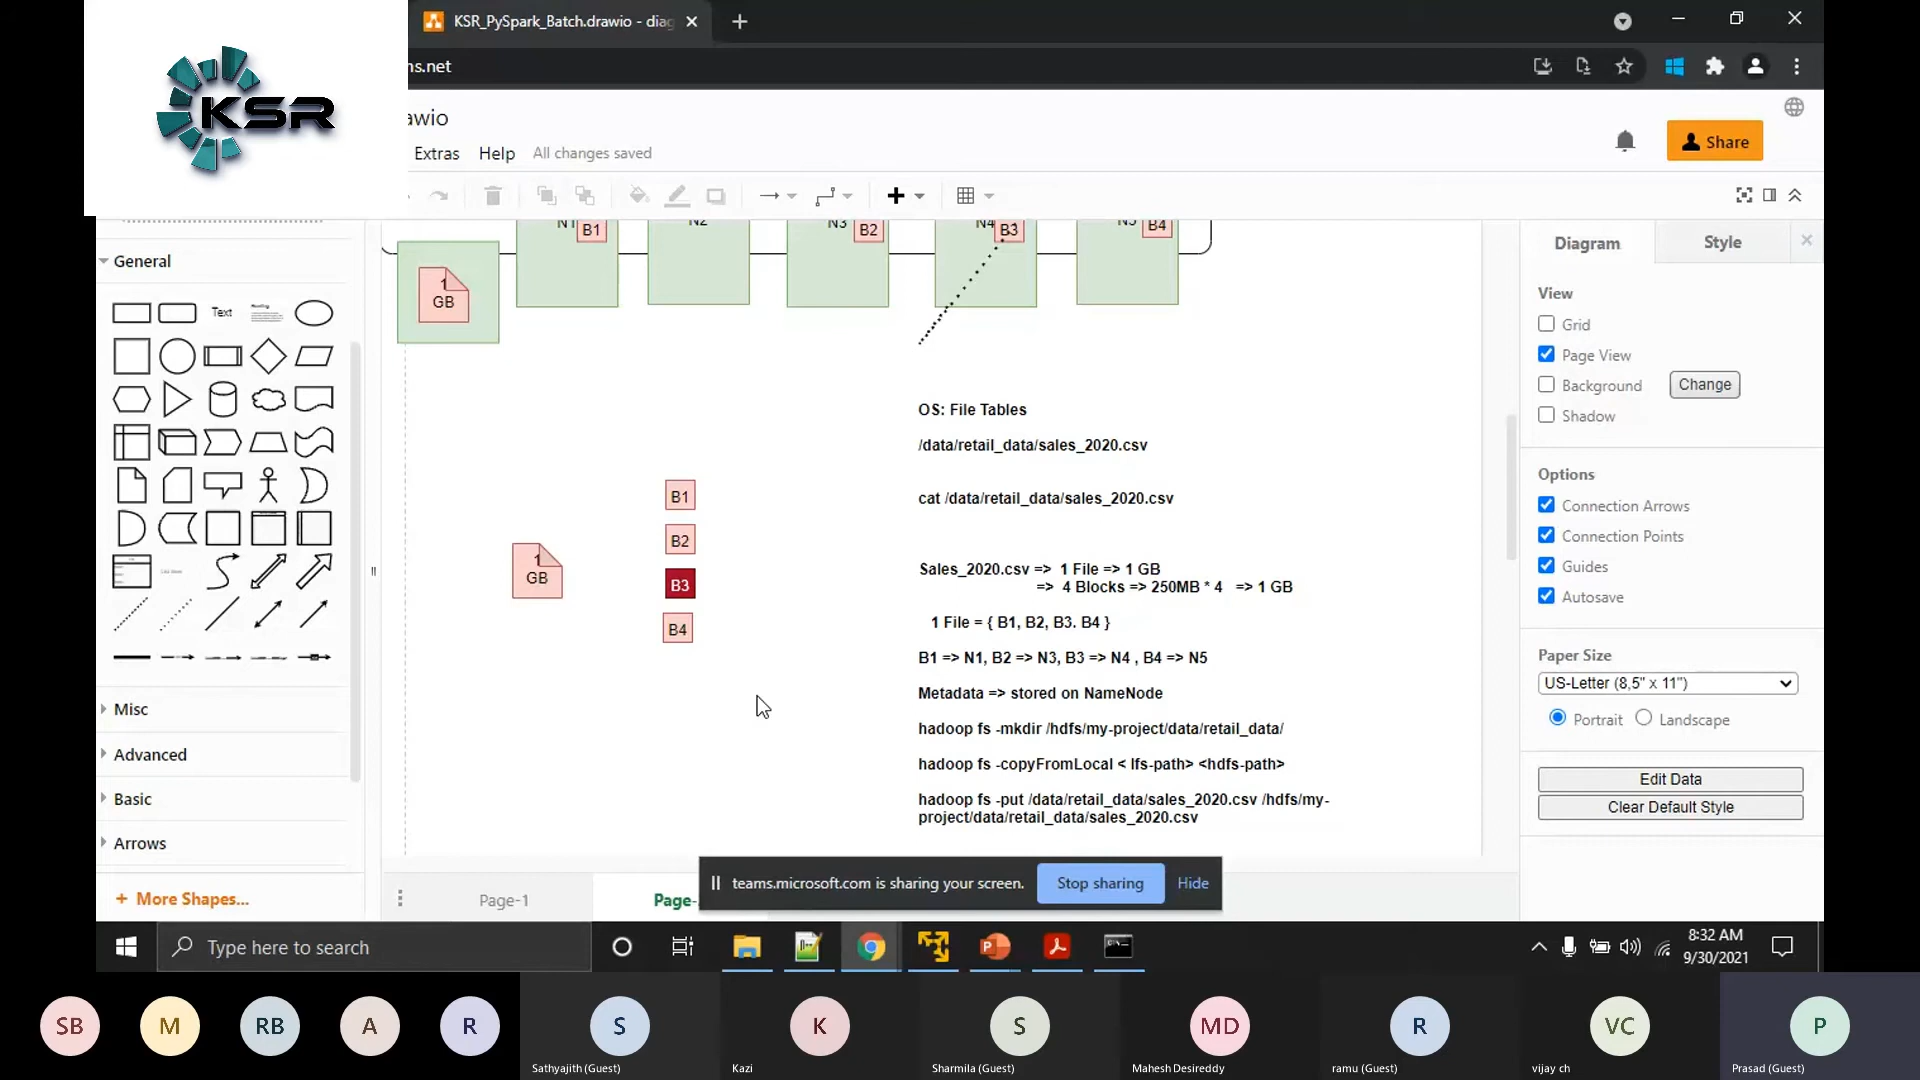 KSR
KSR_PySpark_Batch.drawio - diag
ns.net
awio
Extras Help All changes saved
Share
General
Text
Heading
N1 B1
N2
N3 B2
N4 B3
N5 B4
1
GB
OS: File Tables
/data/retail_data/sales_2020.csv
cat /data/retail_data/sales_2020.csv
Sales_2020.csv => 1 File => 1 GB
=> 4 Blocks => 250MB * 4 => 1 GB
1 File = { B1, B2, B3. B4 }
B1 => N1, B2 => N3, B3 => N4 , B4 => N5
Metadata => stored on NameNode
hadoop fs -mkdir /hdfs/my-project/data/retail_data/
hadoop fs -copyFromLocal < lfs-path> <hdfs-path>
hadoop fs -put /data/retail_data/sales_2020.csv /hdfs/my-
project/data/retail_data/sales_2020.csv
1
GB
B1
B2
B3
B4
Misc
Advanced
Basic
Arrows
+ More Shapes...
Diagram Style
View
Grid
Page View
Background Change
Shadow
Options
Connection Arrows
Connection Points
Guides
Autosave
Paper Size
US-Letter (8,5" x 11")
Portrait Landscape
Edit Data
Clear Default Style
Page-1
Page-
teams.microsoft.com is sharing your screen. Stop sharing Hide
Type here to search
8:32 AM
9/30/2021
SB M RB A R S K S MD R VC P
Sathyajith (Guest) Kazi Sharmila (Guest) Mahesh Desireddy ramu (Guest) vijay ch Prasad (Guest)